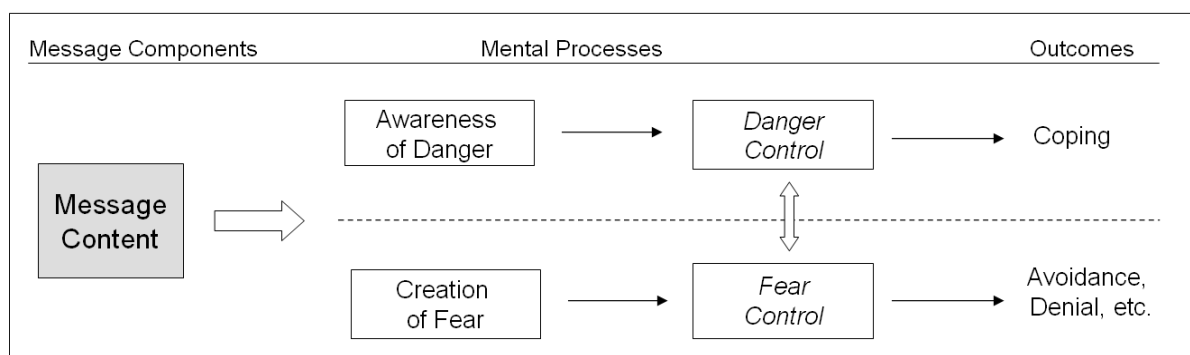 Message Components
Mental Processes
Outcomes
Awareness
of Danger
Danger
Control
Coping
Message
Content
Creation
of Fear
Fear
Control
Avoidance,
Denial, etc.